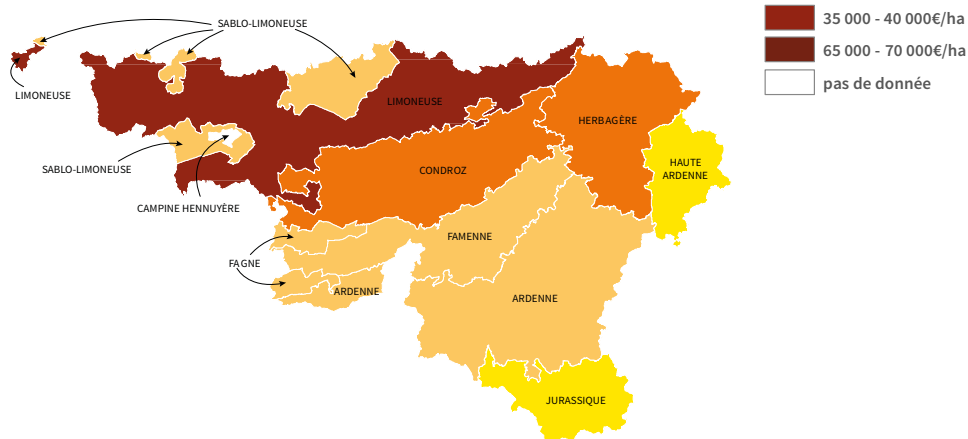 SABLO-LIMONEUSE
35 000 - 40 000€/ha
65 000 - 70 000€/ha
pas de donnée
LIMONEUSE
LIMONEUSE
HERBAGÈRE
SABLO-LIMONEUSE
CONDROZ
HAUTE
ARDENNE
CAMPINE HENNUYÈRE
FAMENNE
FAGNE
ARDENNE
ARDENNE
JURASSIQUE